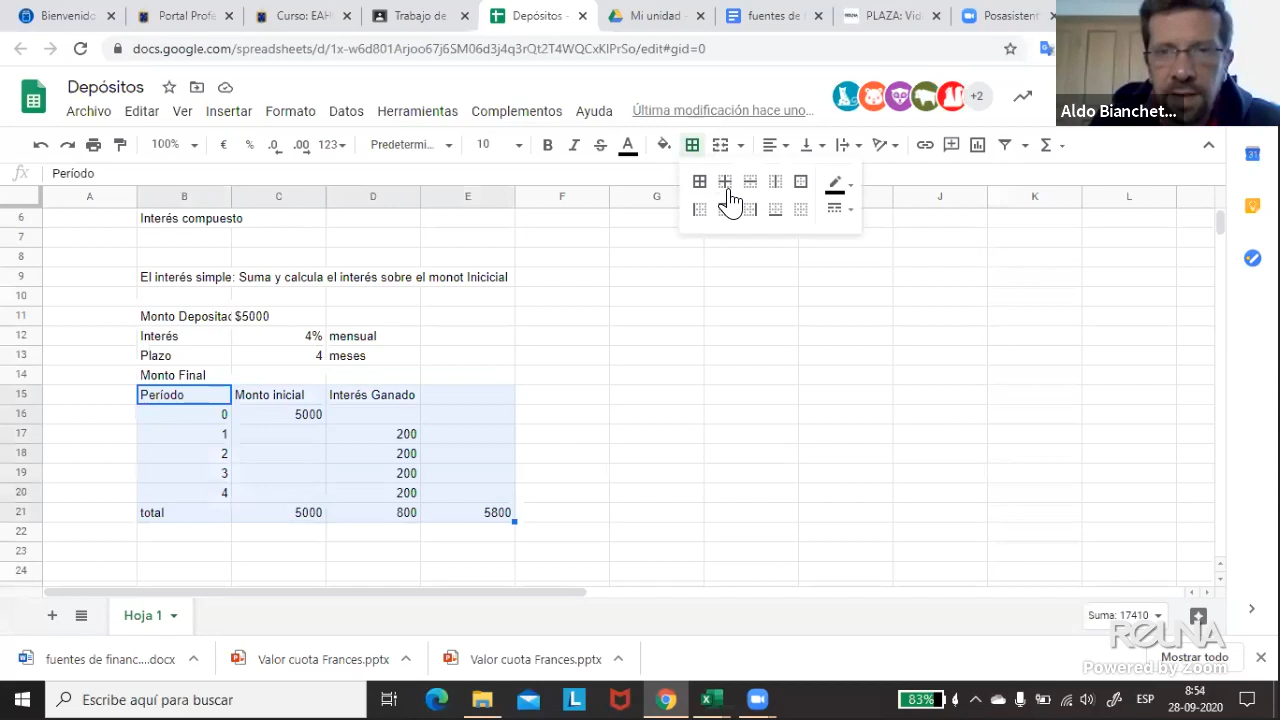 Bienvenido
Portal Profe
Curso: EAH
Trabajo de
Depósitos
Mi unidad -
fuentes de
PLAZA: Vid
Posasistent
docs.google.com/spreadsheets/d/1x-w6d801Arjoo67j6SM06d3j4q3rQt2T4WQCxKlPrSo/edit#gid=0
Depósitos
+2
Aldo Bianchet...
Archivo Editar Ver Insertar Formato Datos Herramientas Complementos Ayuda Última modificación hace uno...
100% € % .0 .00 123 Predetermi... 10 B I S A Σ
fx Período
A B C D E F G J K L
6 Interés compuesto
7
8
9 El interés simple: Suma y calcula el interés sobre el monot Inicicial
10
11 Monto Depositad $5000
12 Interés 4% mensual
13 Plazo 4 meses
14 Monto Final
15 Período Monto inicial Interés Ganado
16 0 5000
17 1 200
18 2 200
19 3 200
20 4 200
21 total 5000 800 5800
22
23
24
Hoja 1
Suma: 17410
REUNA
Powered by Zoom
fuentes de financ....docx
Valor cuota Frances.pptx
Valor cuota Frances.pptx
Mostrar todo
Escribe aquí para buscar
83%
ESP
8:54
28-09-2020